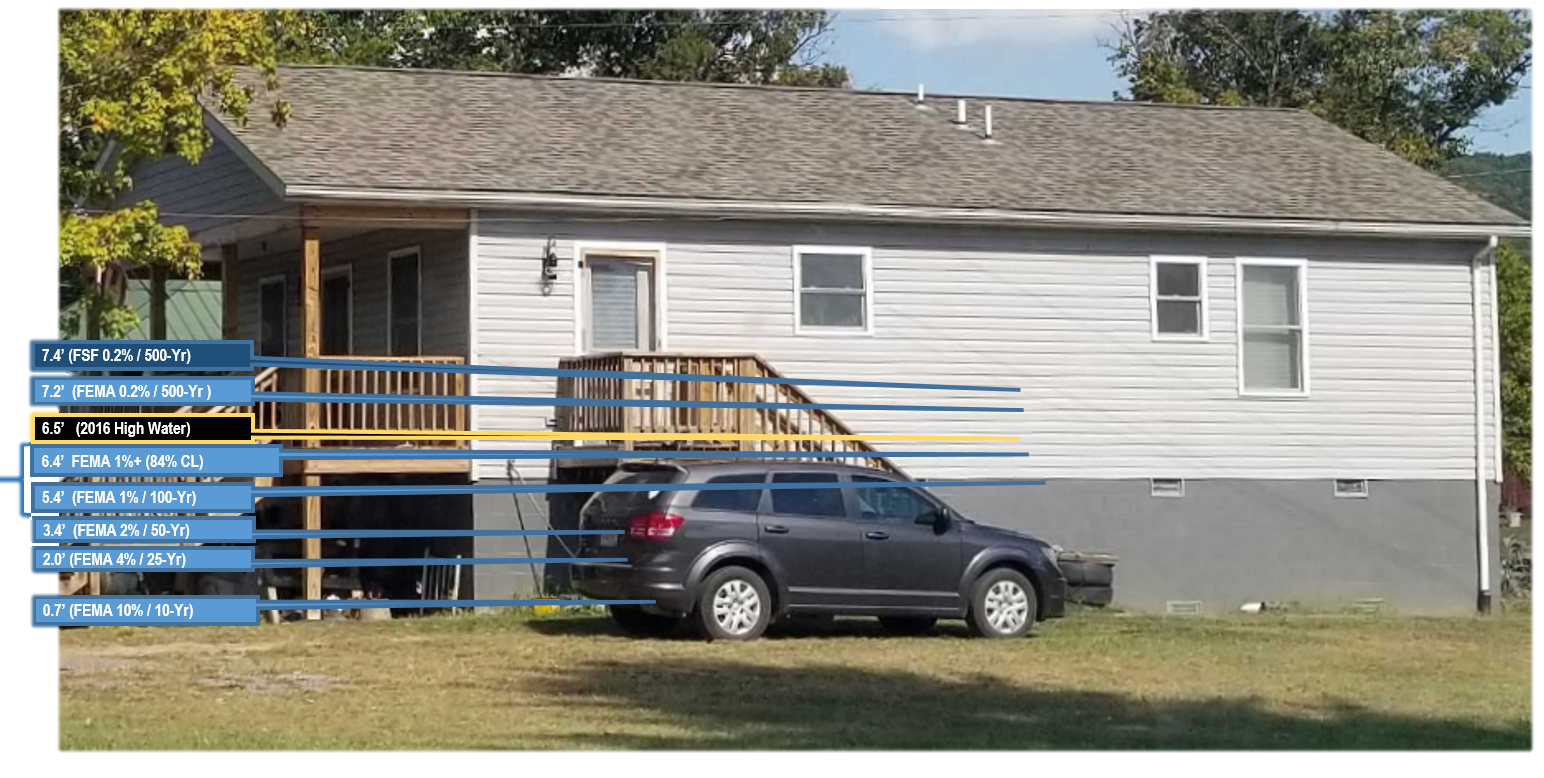 7.4’ (FSF 0.2% / 500-Yr)
7.2’ (FEMA 0.2% / 500-Yr )
6.5’ (2016 High Water)
6.4’ FEMA 1%+ (84% CL)
5.4’ (FEMA 1% / 100-Yr)
3.4’ (FEMA 2% / 50-Yr)
2.0’ (FEMA 4% / 25-Yr)
0.7’ (FEMA 10% / 10-Yr)